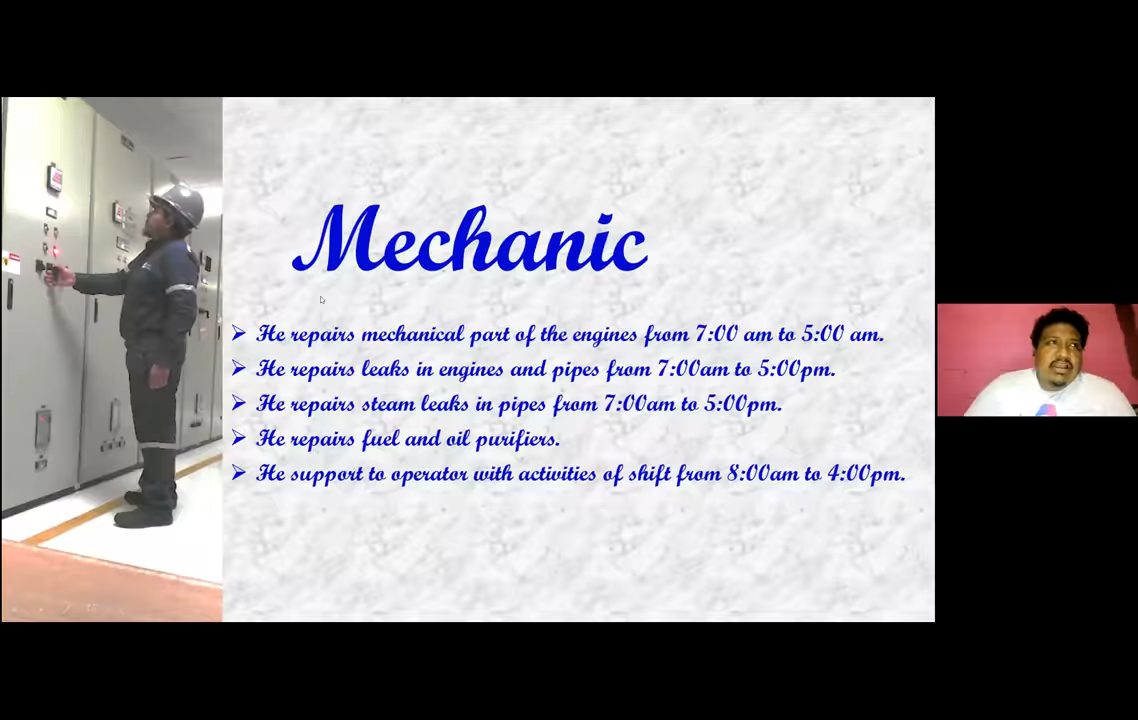 Mechanic
He repairs mechanical part of the engines from 7:00 am to 5:00 am.
He repairs leaks in engines and pipes from 7:00am to 5:00pm.
He repairs steam leaks in pipes from 7:00am to 5:00pm.
He repairs fuel and oil purifiers.
He support to operator with activities of shift from 8:00am to 4:00pm.